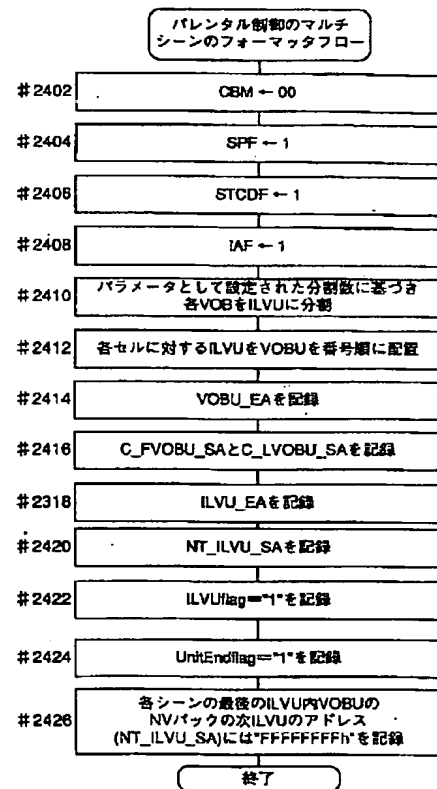 パレンタル制御のマルチ
シーンのフォーマッタフロー
#2402
CBM ← 00
#2404
SPF ← 1
#2406
STCDF ← 1
#2408
IAF ← 1
#2410
パラメータとして設定された分割数に基づき
各VOBをILVUに分割
#2412
各セルに対するILVUをVOBUを番号順に配置
#2414
VOBU_EAを記録
#2416
C_FVOBU_SAとC_LVOBU_SAを記録
#2318
ILVU_EAを記録
#2420
NT_ILVU_SAを記録
#2422
ILVUflag="1"を記録
#2424
UnitEndflag="1"を記録
#2426
各シーンの最後のILVU内VOBUの
NVパックの次ILVUのアドレス
(NT_ILVU_SA)には"FFFFFFFFh"を記録
終了